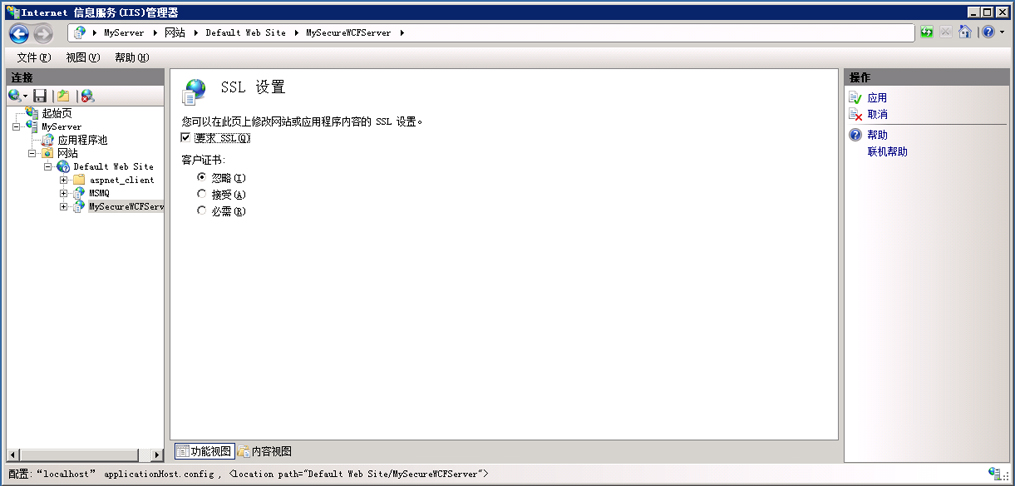 Internet 信息服务(IIS)管理器
MyServer 网站 Default Web Site MySecureWCFServer
文件(F) 视图(V) 帮助(H)
连接
起始页
MyServer
应用程序池
网站
Default Web Site
aspnet_client
MSMQ
MySecureWCFServ
SSL 设置
您可以在此页上修改网站或应用程序内容的 SSL 设置。
要求 SSL(Q)
客户证书:
忽略(I)
接受(A)
必需(R)
功能视图 内容视图
操作
应用
取消
帮助
联机帮助
配置:“localhost” applicationHost.config , <location path="Default Web Site/MySecureWCFServer">